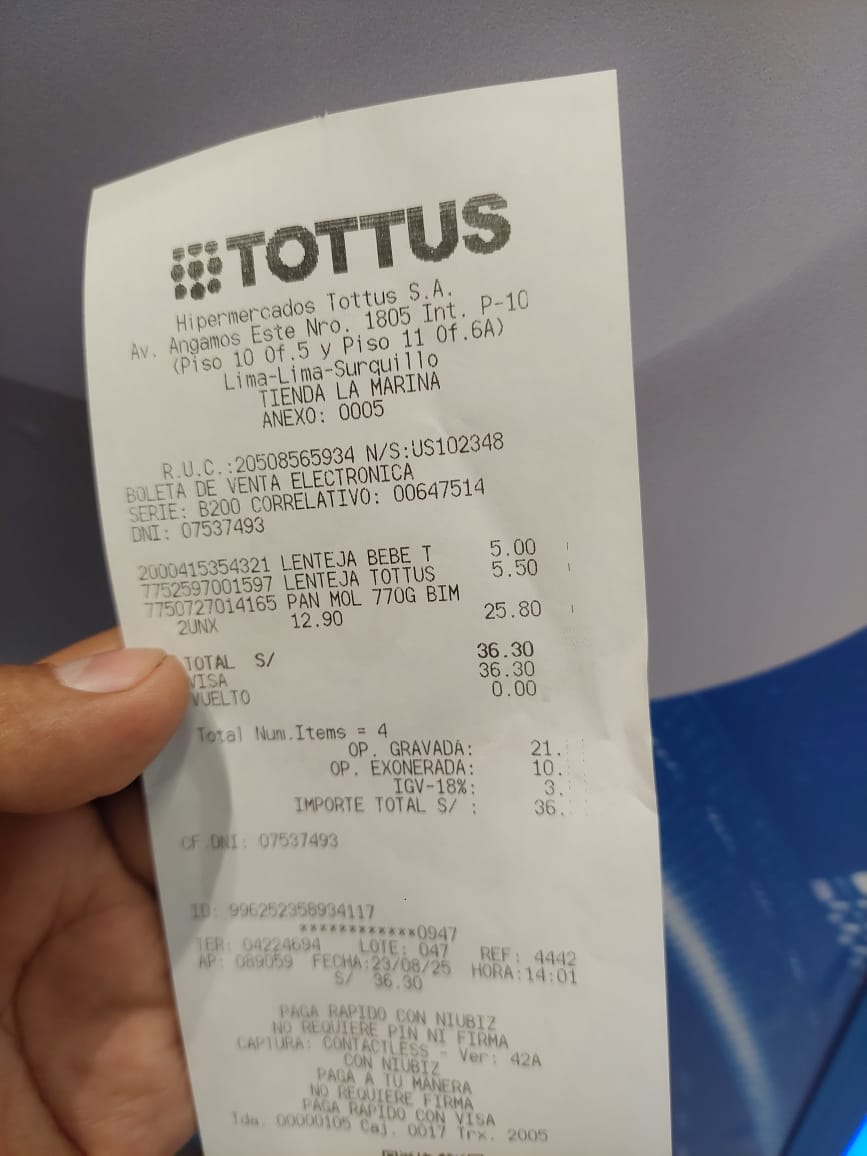 TOTTUS
Hipermercados Tottus S.A.
Av. Angamos Este Nro. 1805 Int. P-10
(Piso 10 Of.5 y Piso 11 Of.6A)
Lima-Lima-Surquillo
TIENDA LA MARINA
ANEXO: 0005
R.U.C.:20508565934 N/S:US102348
BOLETA DE VENTA ELECTRONICA
SERIE: B200 CORRELATIVO: 00647514
DNI: 07537493
2000415354321 LENTEJA BEBE T 5.00
7752597001597 LENTEJA TOTTUS 5.50
7750727014165 PAN MOL 770G BIM
2UNX 12.90 25.80
TOTAL S/ 36.30
VISA 36.30
VUELTO 0.00
Total Num.Items = 4
OP. GRAVADA: 21.
OP. EXONERADA: 10.
IGV-18%: 3.
IMPORTE TOTAL S/ : 36.
CF.DNI: 07537493
ID: 996252358934117
************0947
TER: 04224694 LOTE: 047 REF: 4442
AP: 089059 FECHA:23/08/25 HORA:14:01
S/ 36.30
PAGA RAPIDO CON NIUBIZ
NO REQUIERE PIN NI FIRMA
CAPTURA: CONTACTLESS - Ver: 42A
CON NIUBIZ
PAGA A TU MANERA
NO REQUIERE FIRMA
PAGA RAPIDO CON VISA
Tda. 00000105 Caj. 0017 Trx. 2005